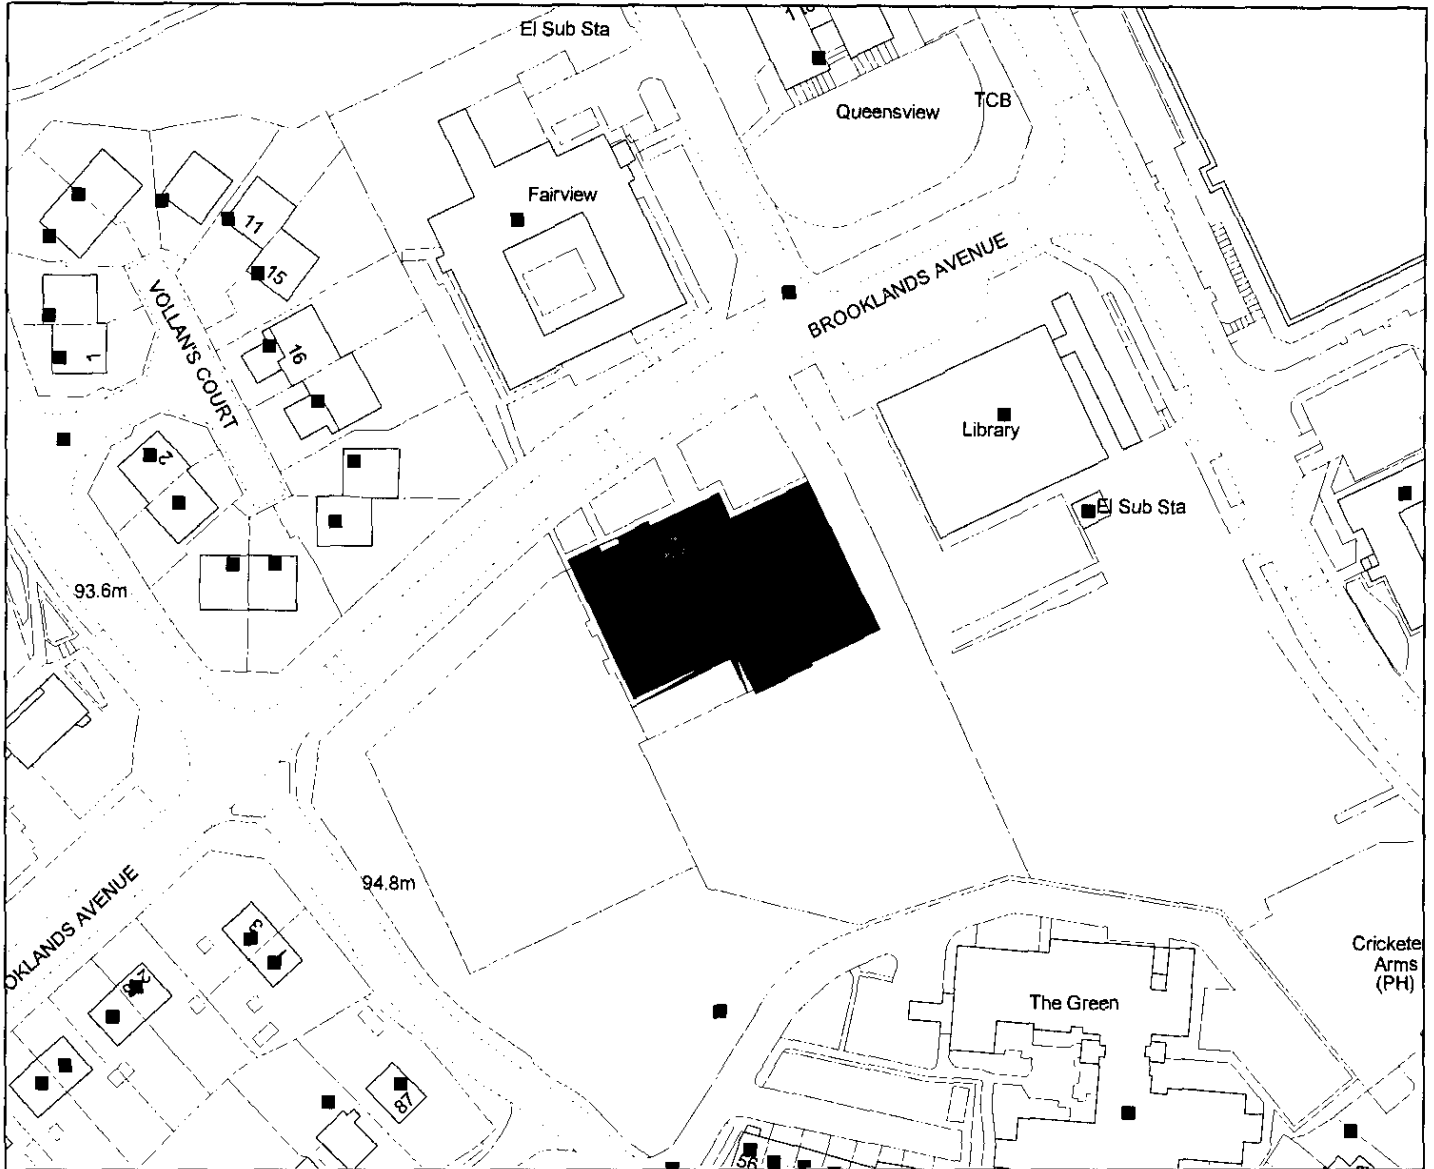 El Sub Sta
Queensview
TCB
Fairview
11
15
16
1
VOLLAN'S COURT
BROOKLANDS AVENUE
2
Library
El Sub Sta
93.6m
94.8m
OKLANDS AVENUE
3
1
87
The Green
Crickete
Arms
(PH)
56